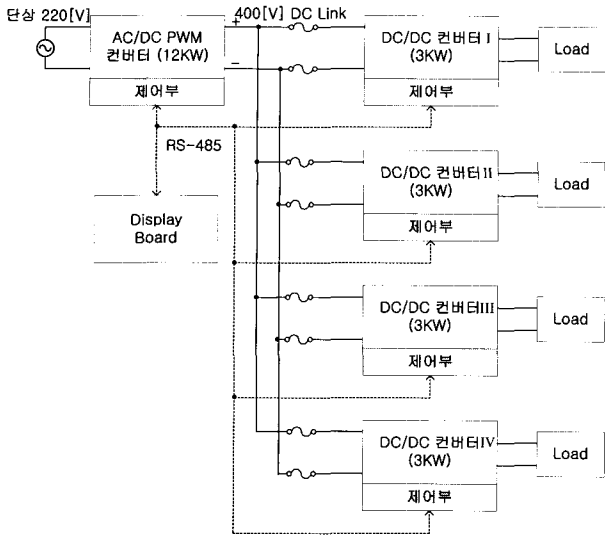 단상 220[V]
AC/DC PWM
컨버터 (12KW)
제어부
+
400[V] DC Link
−
DC/DC 컨버터 I
(3KW)
제어부
Load
RS-485
Display
Board
DC/DC 컨버터 II
(3KW)
제어부
Load
DC/DC 컨버터III
(3KW)
제어부
Load
DC/DC 컨버터IV
(3KW)
제어부
Load